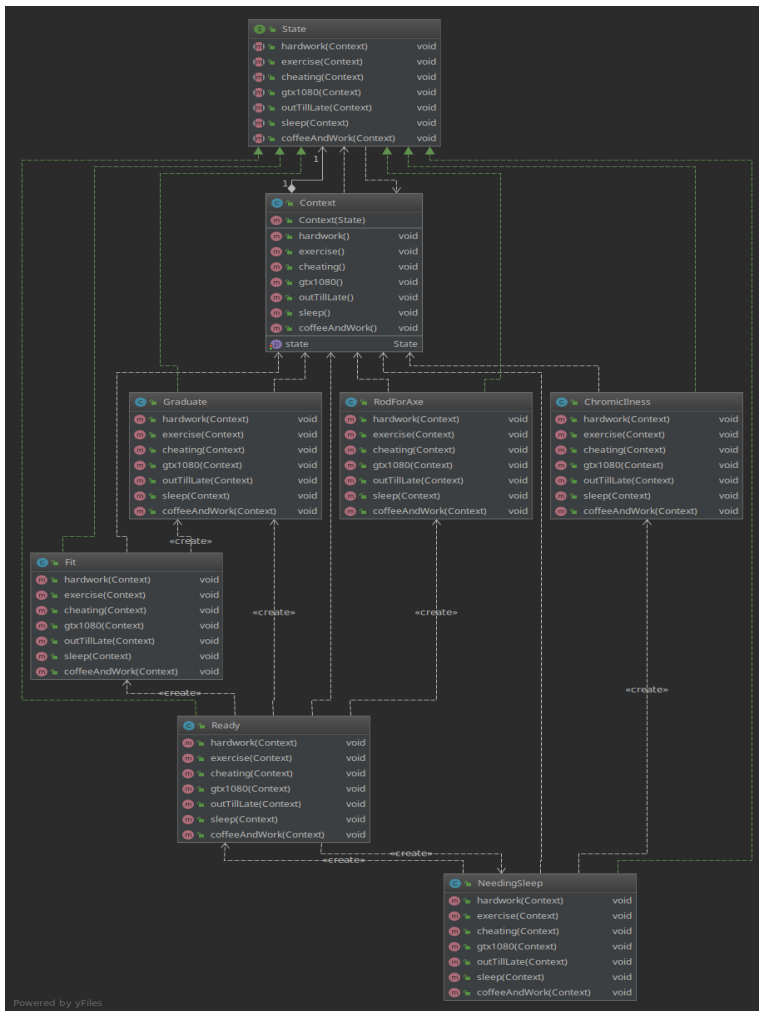 State
hardwork(Context) void
exercise(Context) void
cheating(Context) void
gtx1080(Context) void
outTillLate(Context) void
sleep(Context) void
coffeeAndWork(Context) void
1
1
Context
Context(State)
hardwork() void
exercise() void
cheating() void
gtx1080() void
outTillLate() void
sleep() void
coffeeAndWork() void
state State
Graduate
hardwork(Context) void
exercise(Context) void
cheating(Context) void
gtx1080(Context) void
outTillLate(Context) void
sleep(Context) void
coffeeAndWork(Context) void
RodForAxe
hardwork(Context) void
exercise(Context) void
cheating(Context) void
gtx1080(Context) void
outTillLate(Context) void
sleep(Context) void
coffeeAndWork(Context) void
ChromicIlness
hardwork(Context) void
exercise(Context) void
cheating(Context) void
gtx1080(Context) void
outTillLate(Context) void
sleep(Context) void
coffeeAndWork(Context) void
«create»
Fit
hardwork(Context) void
exercise(Context) void
cheating(Context) void
gtx1080(Context) void
outTillLate(Context) void
sleep(Context) void
coffeeAndWork(Context) void
«create»
«create»
«create»
«create»
Ready
hardwork(Context) void
exercise(Context) void
cheating(Context) void
gtx1080(Context) void
outTillLate(Context) void
sleep(Context) void
coffeeAndWork(Context) void
«create»
«create»
NeedingSleep
hardwork(Context) void
exercise(Context) void
cheating(Context) void
gtx1080(Context) void
outTillLate(Context) void
sleep(Context) void
coffeeAndWork(Context) void
Powered by yFiles